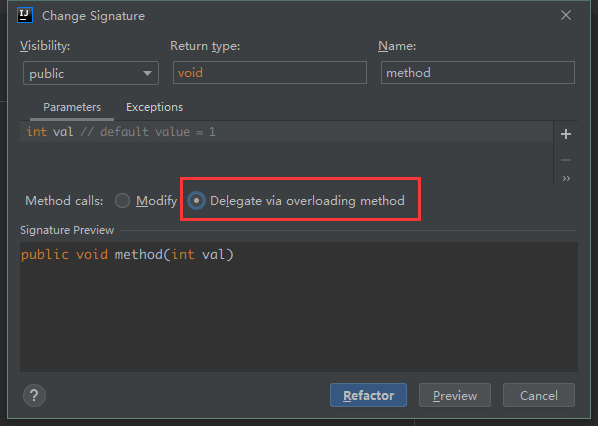 IJ Change Signature
Visibility: Return type: Name:
public void method
Parameters Exceptions
int val // default value = 1
Method calls: Modify Delegate via overloading method
Signature Preview
public void method(int val)
? Refactor Preview Cancel